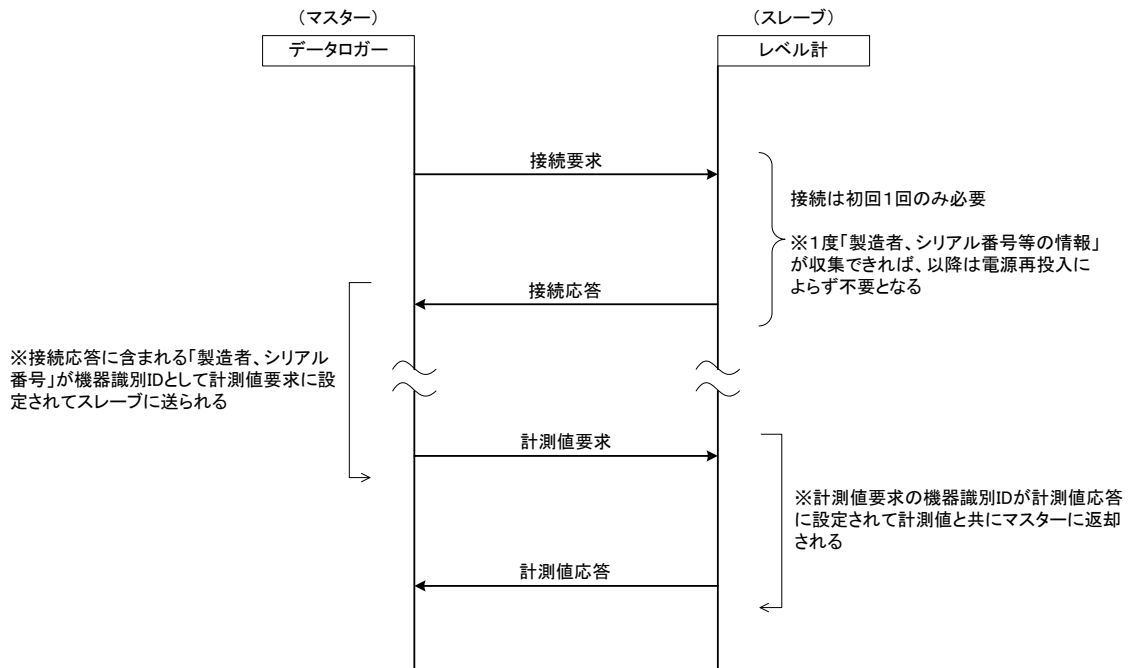 （マスター）
（スレーブ）
データロガー
レベル計
接続要求
接続は初回１回のみ必要
※１度「製造者、シリアル番号等の情報」
が収集できれば、以降は電源再投入に
よらず不要となる
接続応答
※接続応答に含まれる「製造者、シリアル
番号」が機器識別IDとして計測値要求に設
定されてスレーブに送られる
計測値要求
※計測値要求の機器識別IDが計測値応答
に設定されて計測値と共にマスターに返却
される
計測値応答